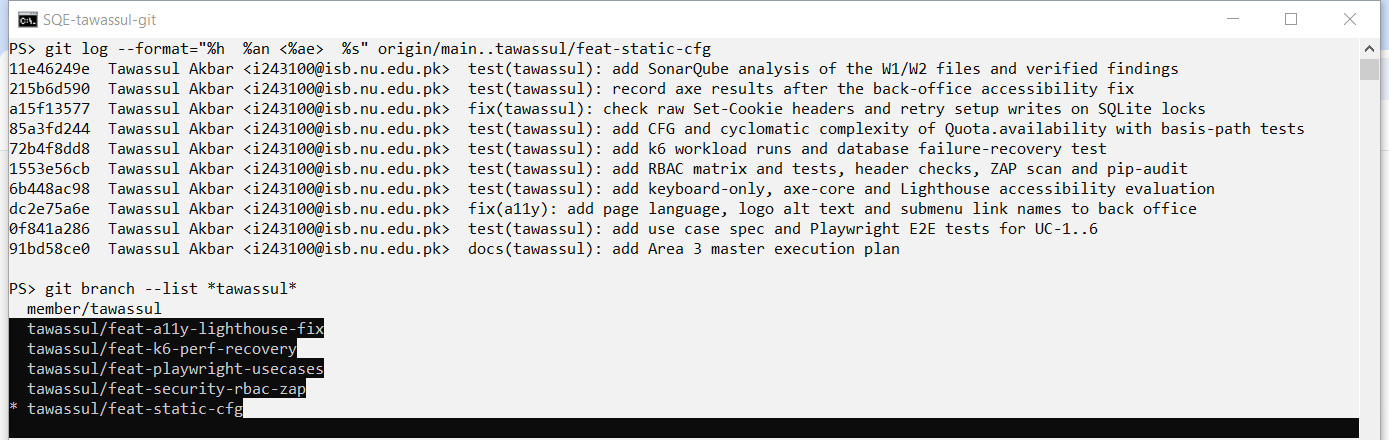 SQE-tawassul-git
PS> git log --format="%h  %an <%ae>  %s" origin/main..tawassul/feat-static-cfg
11e46249e  Tawassul Akbar <i243100@isb.nu.edu.pk>  test(tawassul): add SonarQube analysis of the W1/W2 files and verified findings
215b6d590  Tawassul Akbar <i243100@isb.nu.edu.pk>  test(tawassul): record axe results after the back-office accessibility fix
a15f13577  Tawassul Akbar <i243100@isb.nu.edu.pk>  fix(tawassul): check raw Set-Cookie headers and retry setup writes on SQLite locks
85a3fd244  Tawassul Akbar <i243100@isb.nu.edu.pk>  test(tawassul): add CFG and cyclomatic complexity of Quota.availability with basis-path tests
72b4f8dd8  Tawassul Akbar <i243100@isb.nu.edu.pk>  test(tawassul): add k6 workload runs and database failure-recovery test
1553e56cb  Tawassul Akbar <i243100@isb.nu.edu.pk>  test(tawassul): add RBAC matrix and tests, header checks, ZAP scan and pip-audit
6b448ac98  Tawassul Akbar <i243100@isb.nu.edu.pk>  test(tawassul): add keyboard-only, axe-core and Lighthouse accessibility evaluation
dc2e75a6e  Tawassul Akbar <i243100@isb.nu.edu.pk>  fix(a11y): add page language, logo alt text and submenu link names to back office
0f841a286  Tawassul Akbar <i243100@isb.nu.edu.pk>  test(tawassul): add use case spec and Playwright E2E tests for UC-1..6
91bd58ce0  Tawassul Akbar <i243100@isb.nu.edu.pk>  docs(tawassul): add Area 3 master execution plan
PS> git branch --list *tawassul*
member/tawassul
tawassul/feat-a11y-lighthouse-fix
tawassul/feat-k6-perf-recovery
tawassul/feat-playwright-usecases
tawassul/feat-security-rbac-zap
* tawassul/feat-static-cfg